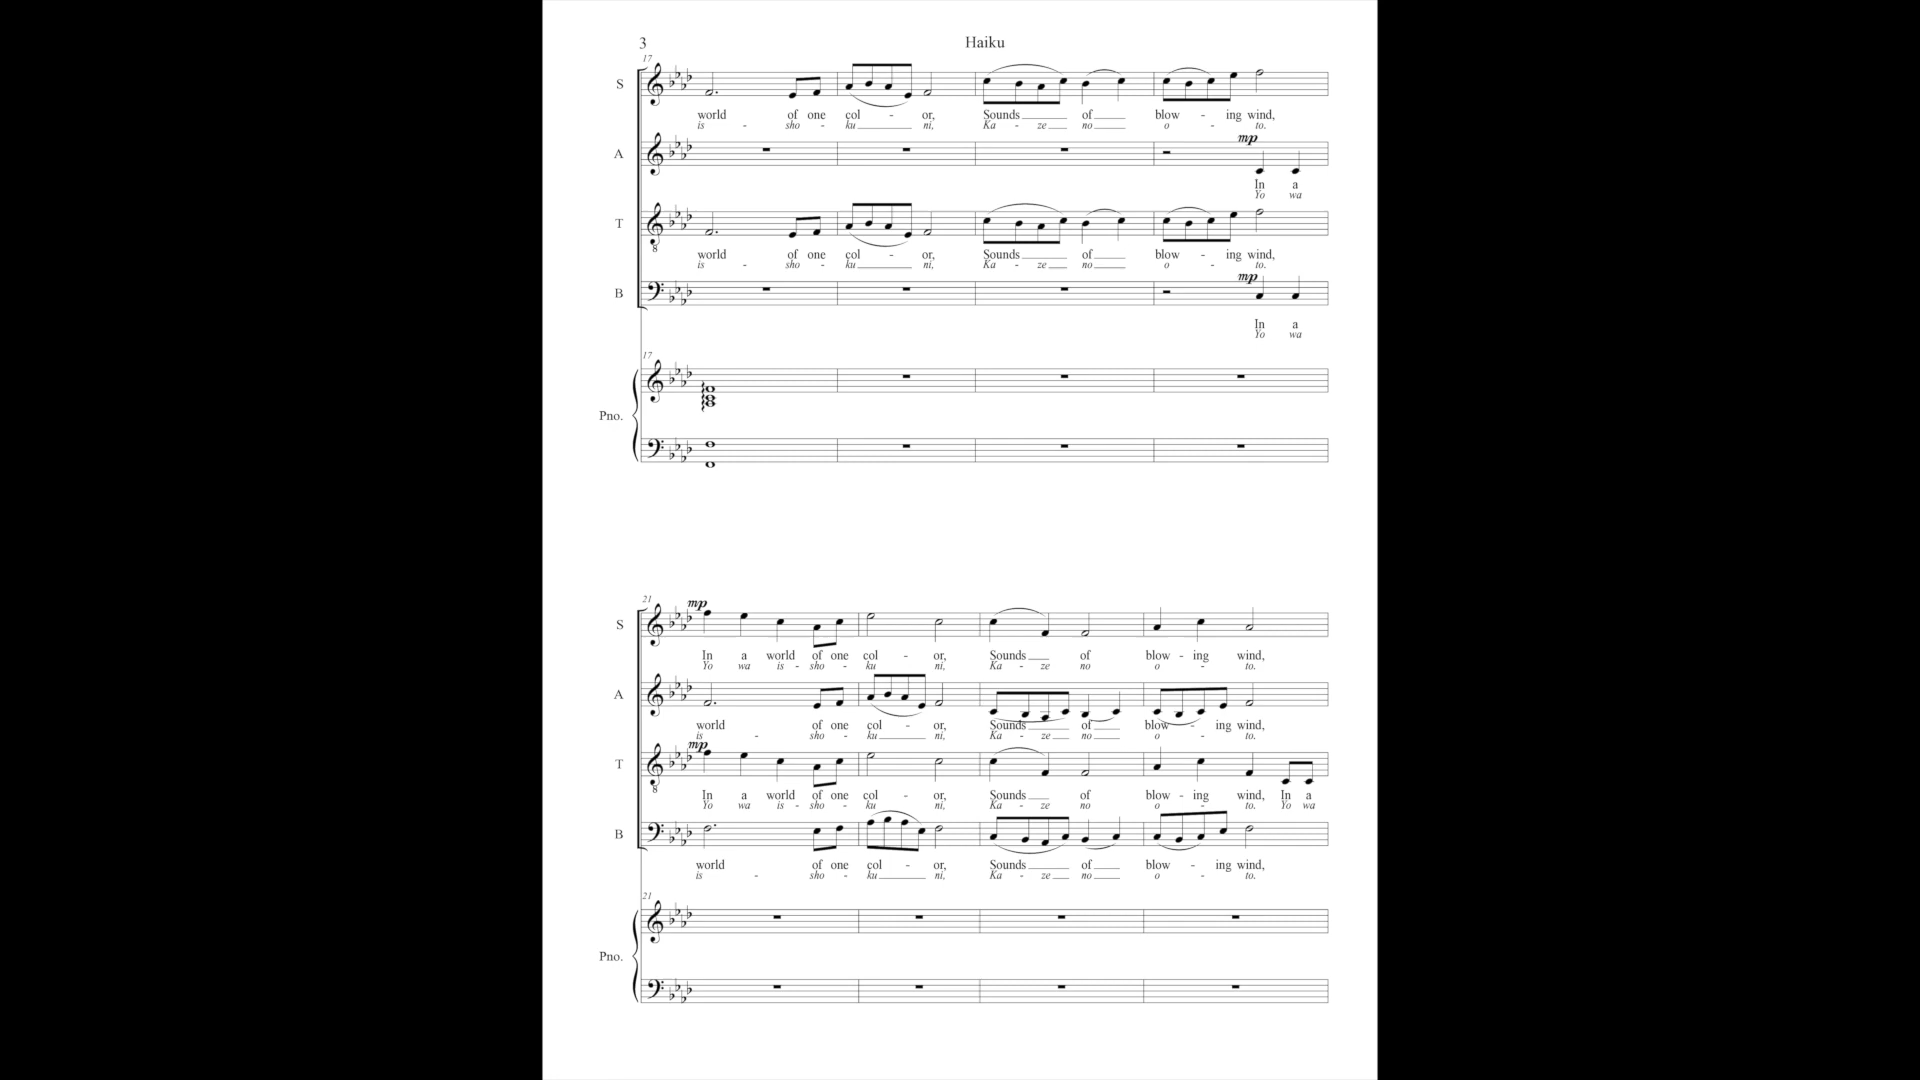 3 Haiku
17
S
world of one col - or, Sounds of blow - ing wind,
is - sho - ku ni, Ka - ze no o - to.
mp
A
In a
Yo wa
T
world of one col - or, Sounds of blow - ing wind,
is - sho - ku ni, Ka - ze no o - to.
mp
B
In a
Yo wa
17
Pno.
21
mp
S
In a world of one col - or, Sounds of blow - ing wind,
Yo wa is - sho - ku ni, Ka - ze no o - to.
A
world of one col - or, Sounds of blow - ing wind,
is - sho - ku ni, Ka - ze no o - to.
mp
T
8
In a world of one col - or, Sounds of blow - ing wind, In a
Yo wa is - sho - ku ni, Ka - ze no o - to. Yo wa
B
world of one col - or, Sounds of blow - ing wind,
is - sho - ku ni, Ka - ze no o - to.
21
Pno.